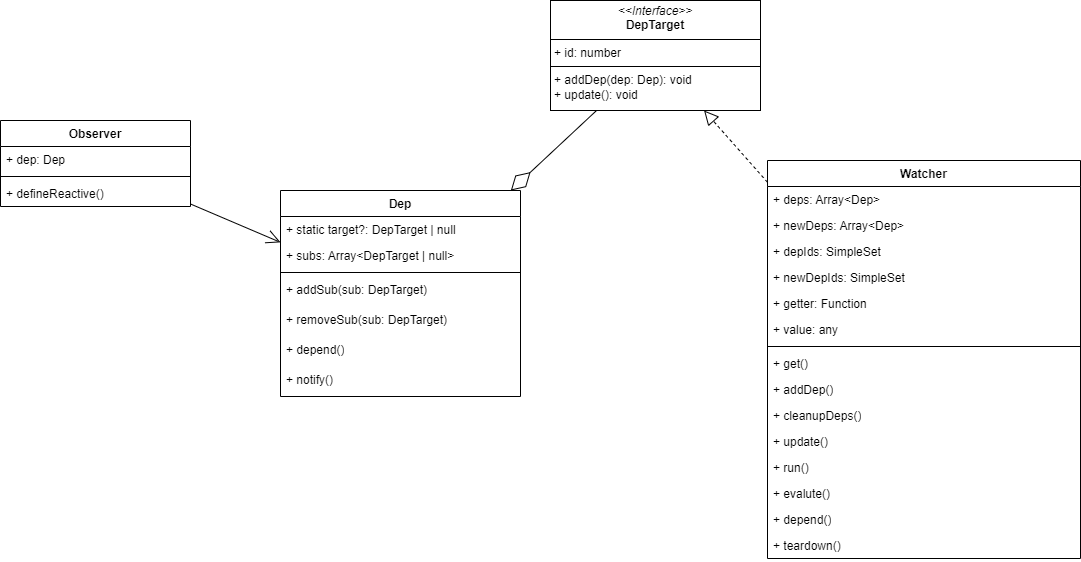 <<Interface>>
DepTarget
+ id: number
+ addDep(dep: Dep): void
+ update(): void
Observer
+ dep: Dep
+ defineReactive()
Dep
+ static target?: DepTarget | null
+ subs: Array<DepTarget | null>
+ addSub(sub: DepTarget)
+ removeSub(sub: DepTarget)
+ depend()
+ notify()
Watcher
+ deps: Array<Dep>
+ newDeps: Array<Dep>
+ depIds: SimpleSet
+ newDepIds: SimpleSet
+ getter: Function
+ value: any
+ get()
+ addDep()
+ cleanupDeps()
+ update()
+ run()
+ evalute()
+ depend()
+ teardown()